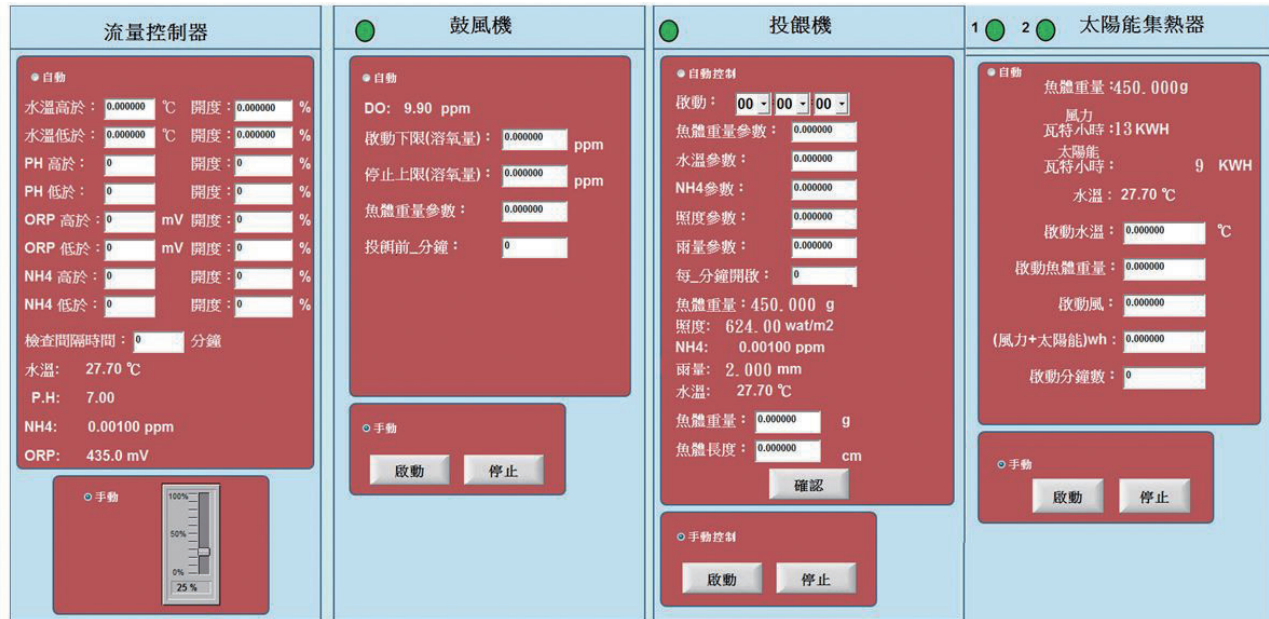 流量控制器
自動
水溫高於： 0.000000 ℃ 開度： 0.000000 %
水溫低於： 0.000000 ℃ 開度： 0.000000 %
PH 高於： 0 開度： 0 %
PH 低於： 0 開度： 0 %
ORP 高於： 0 mV 開度： 0 %
ORP 低於： 0 mV 開度： 0 %
NH4 高於： 0 開度： 0 %
NH4 低於： 0 開度： 0 %
檢查間隔時間： 0 分鐘
水溫: 27.70 ℃
P.H: 7.00
NH4: 0.00100 ppm
ORP: 435.0 mV
手動
100%
50%
0%
25 %
鼓風機
自動
DO: 9.90 ppm
啟動下限(溶氧量)： 0.000000 ppm
停止上限(溶氧量)： 0.000000 ppm
魚體重量參數： 0.000000
投餌前_分鐘： 0
手動
啟動 停止
投餵機
自動控制
啟動： 00 : 00 : 00
魚體重量參數： 0.000000
水溫參數： 0.000000
NH4參數： 0.000000
照度參數： 0.000000
雨量參數： 0.000000
每_分鐘開啟： 0
魚體重量：450.000 g
照度: 624.00 wat/m2
NH4: 0.00100 ppm
雨量: 2.000 mm
水溫: 27.70 ℃
魚體重量： 0.000000 g
魚體長度： 0.000000 cm
確認
手動控制
啟動 停止
1 2 太陽能集熱器
自動
魚體重量:450.000g
風力
瓦特小時:13 KWH
太陽能
瓦特小時： 9 KWH
水溫：27.70 ℃
啟動水溫： 0.000000 ℃
啟動魚體重量： 0.000000
啟動風： 0.000000
(風力+太陽能)wh： 0.000000
啟動分鐘數： 0
手動
啟動 停止